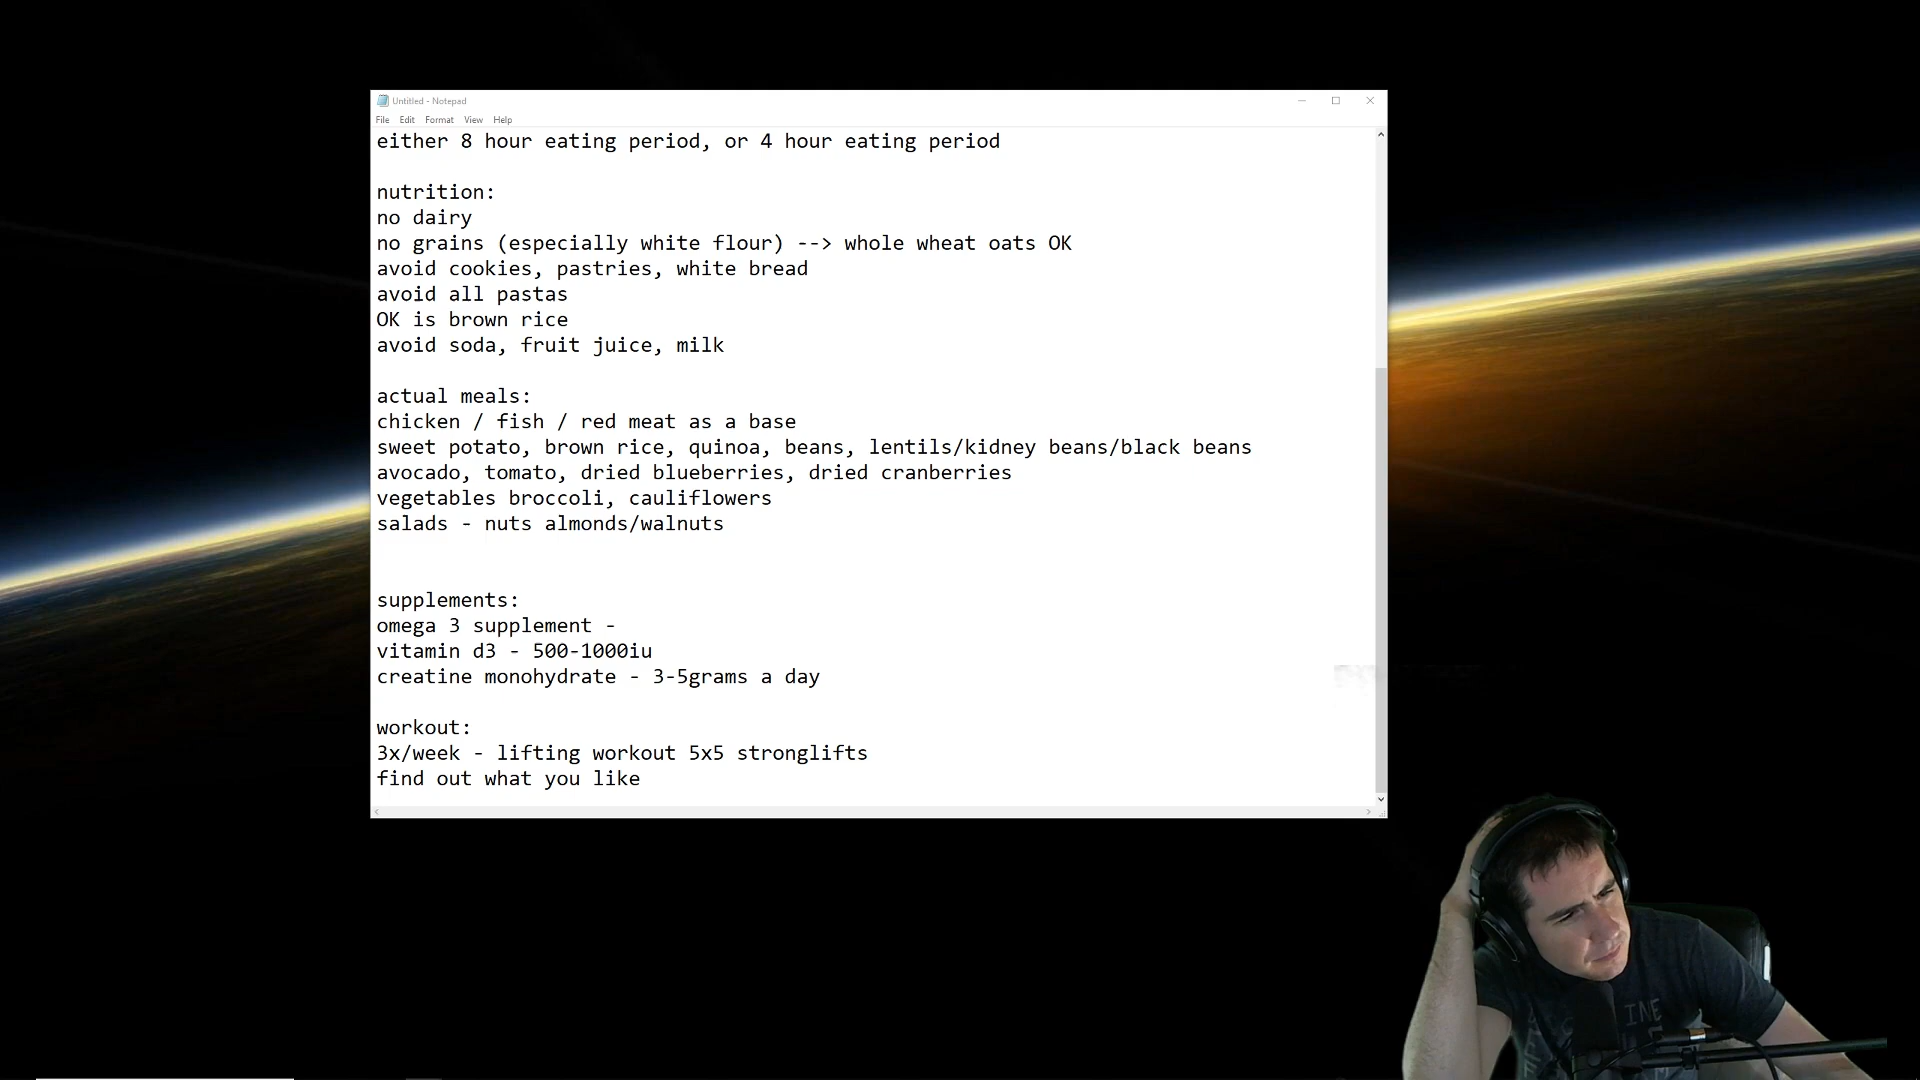 Untitled - Notepad
File Edit Format View Help
either 8 hour eating period, or 4 hour eating period
nutrition:
no dairy
no grains (especially white flour) --> whole wheat oats OK
avoid cookies, pastries, white bread
avoid all pastas
OK is brown rice
avoid soda, fruit juice, milk
actual meals:
chicken / fish / red meat as a base
sweet potato, brown rice, quinoa, beans, lentils/kidney beans/black beans
avocado, tomato, dried blueberries, dried cranberries
vegetables broccoli, cauliflowers
salads - nuts almonds/walnuts
supplements:
omega 3 supplement -
vitamin d3 - 500-1000iu
creatine monohydrate - 3-5grams a day
workout:
3x/week - lifting workout 5x5 stronglifts
find out what you like